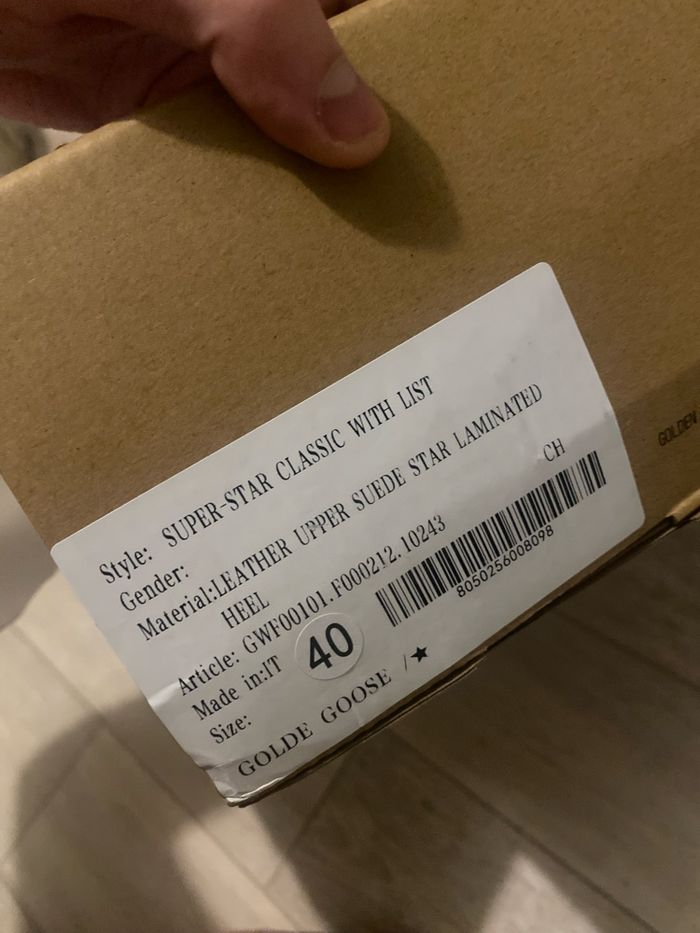 Style: SUPER-STAR CLASSIC WITH LIST
Gender:
Material:LEATHER UPPER SUEDE STAR LAMINATED
HEEL
CH
Article: GWF00101.F000212.10243
Made in:IT
8050256008098
Size:
40
GOLDE GOOSE /★
GOLDEN